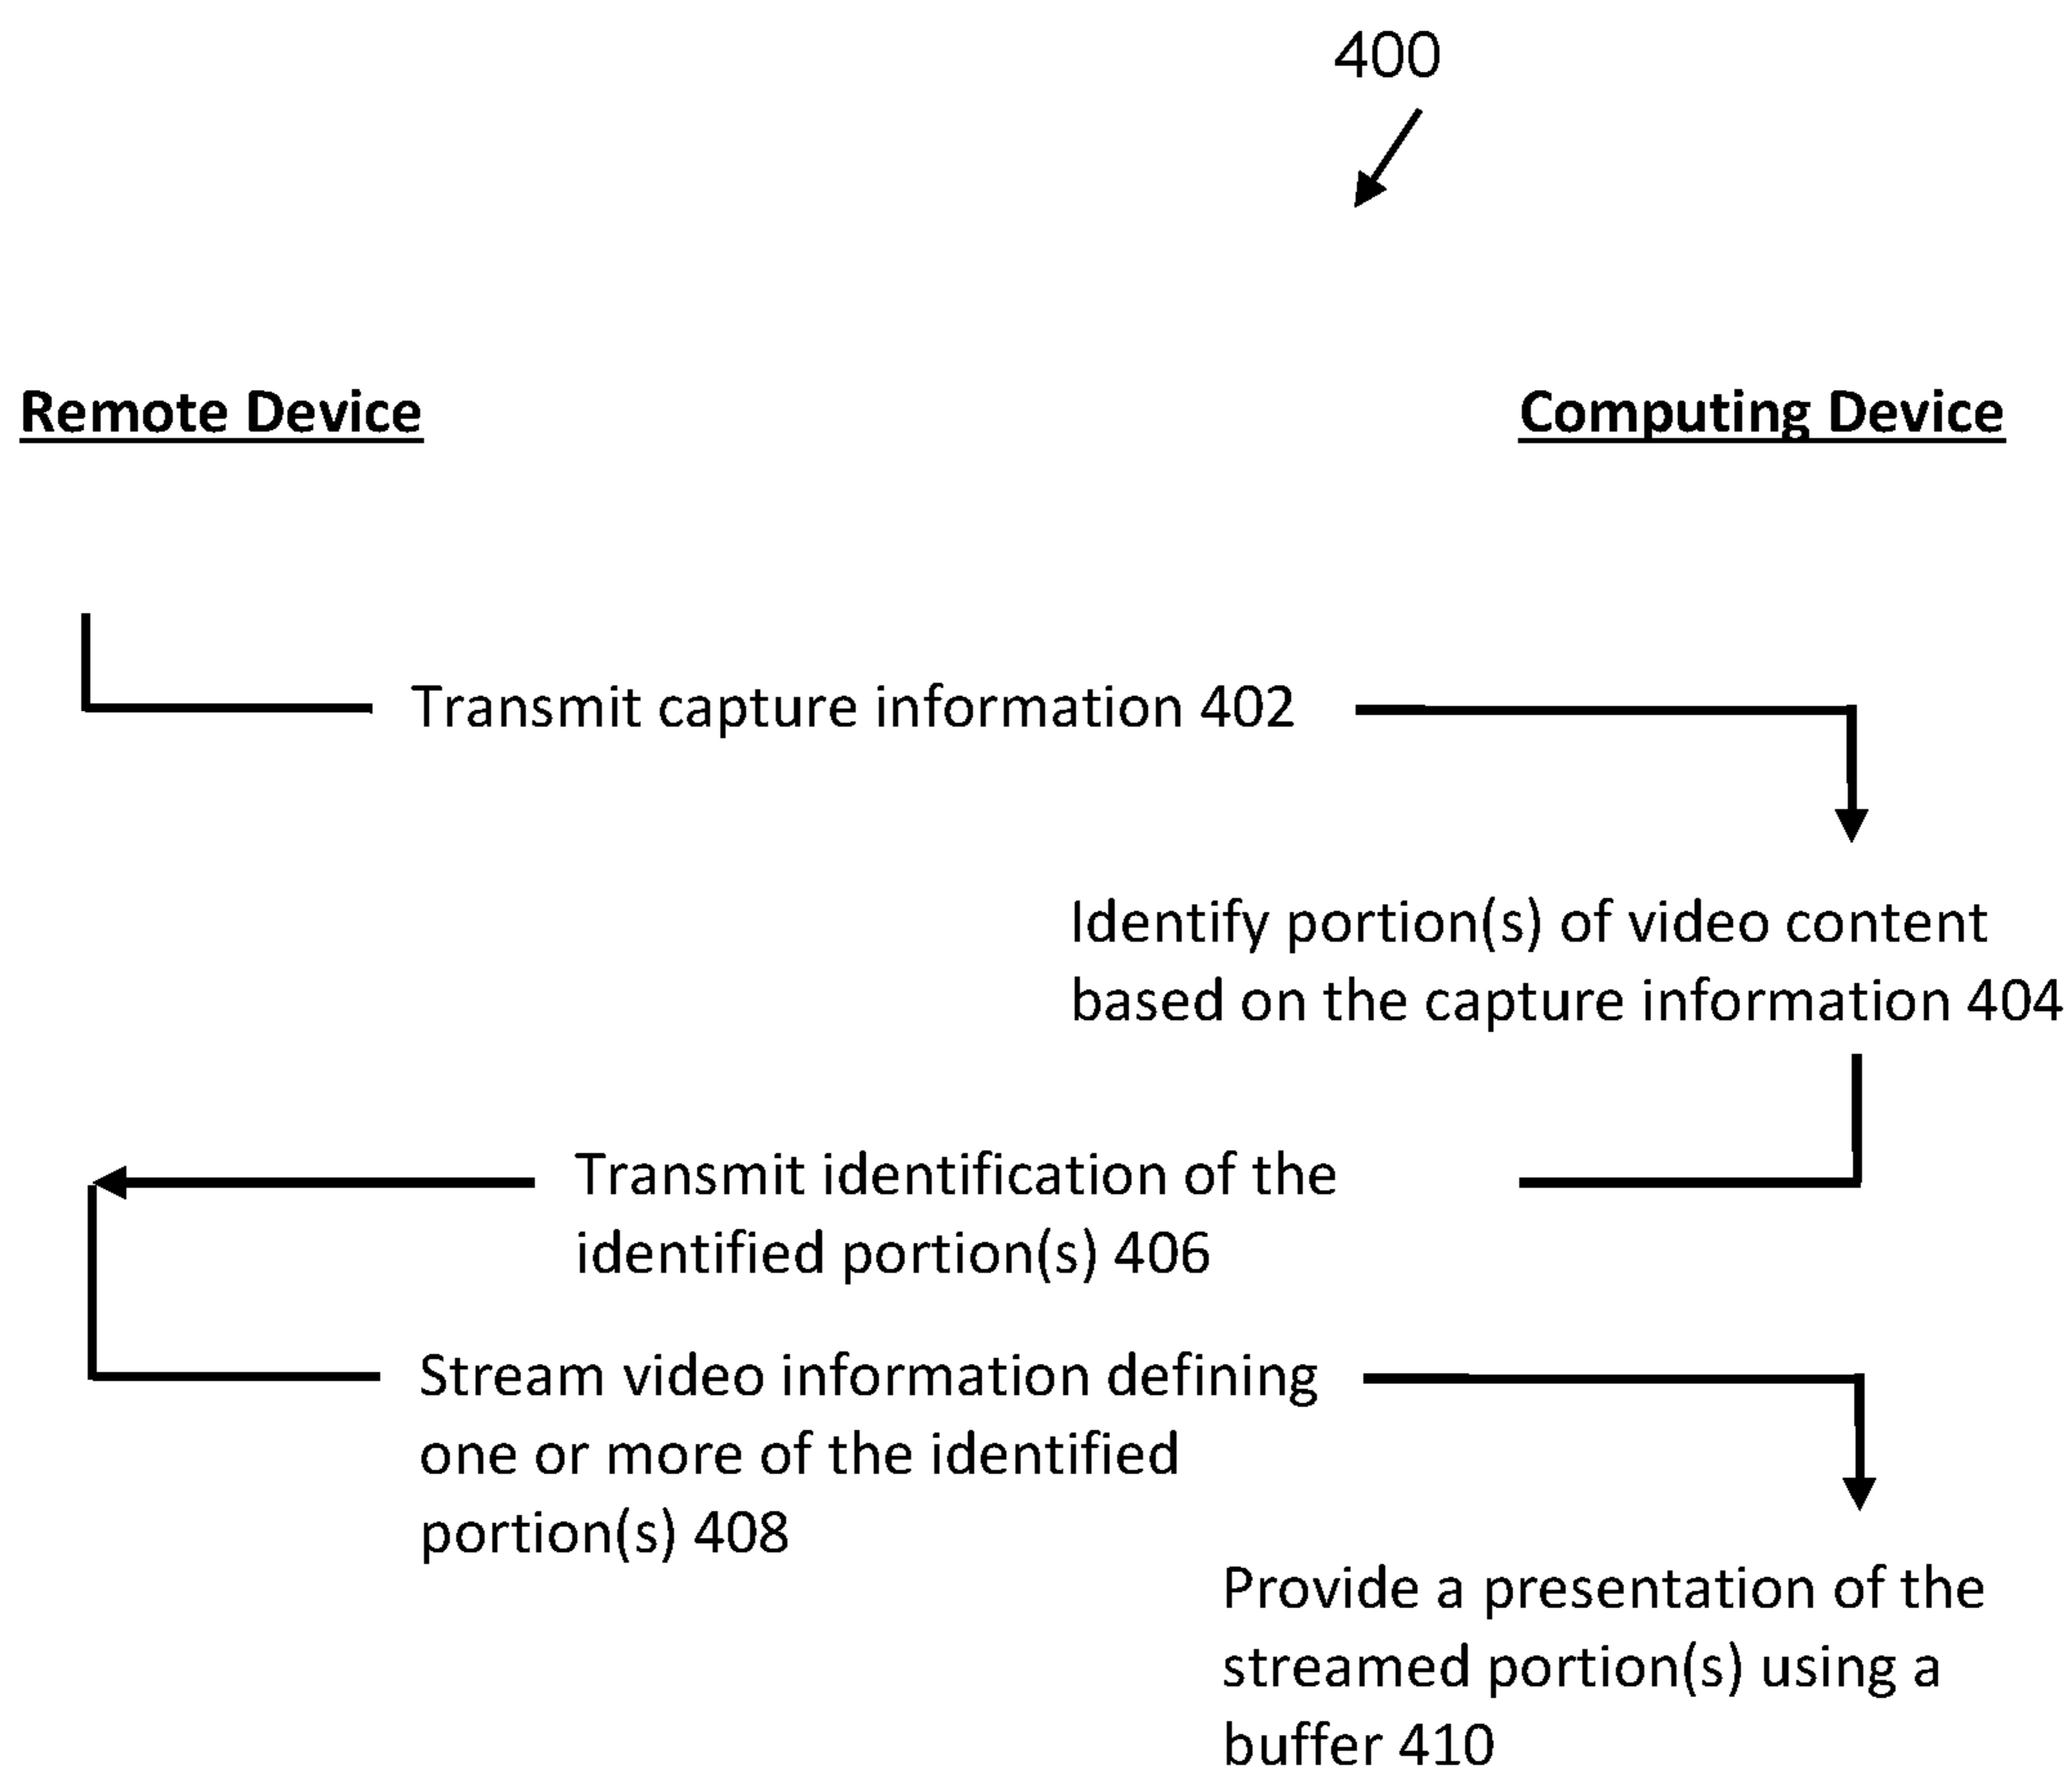 400
Remote Device
Computing Device
Transmit capture information 402
Identify portion(s) of video content
based on the capture information 404
Transmit identification of the
identified portion(s) 406
Stream video information defining
one or more of the identified
portion(s) 408
Provide a presentation of the
streamed portion(s) using a
buffer 410